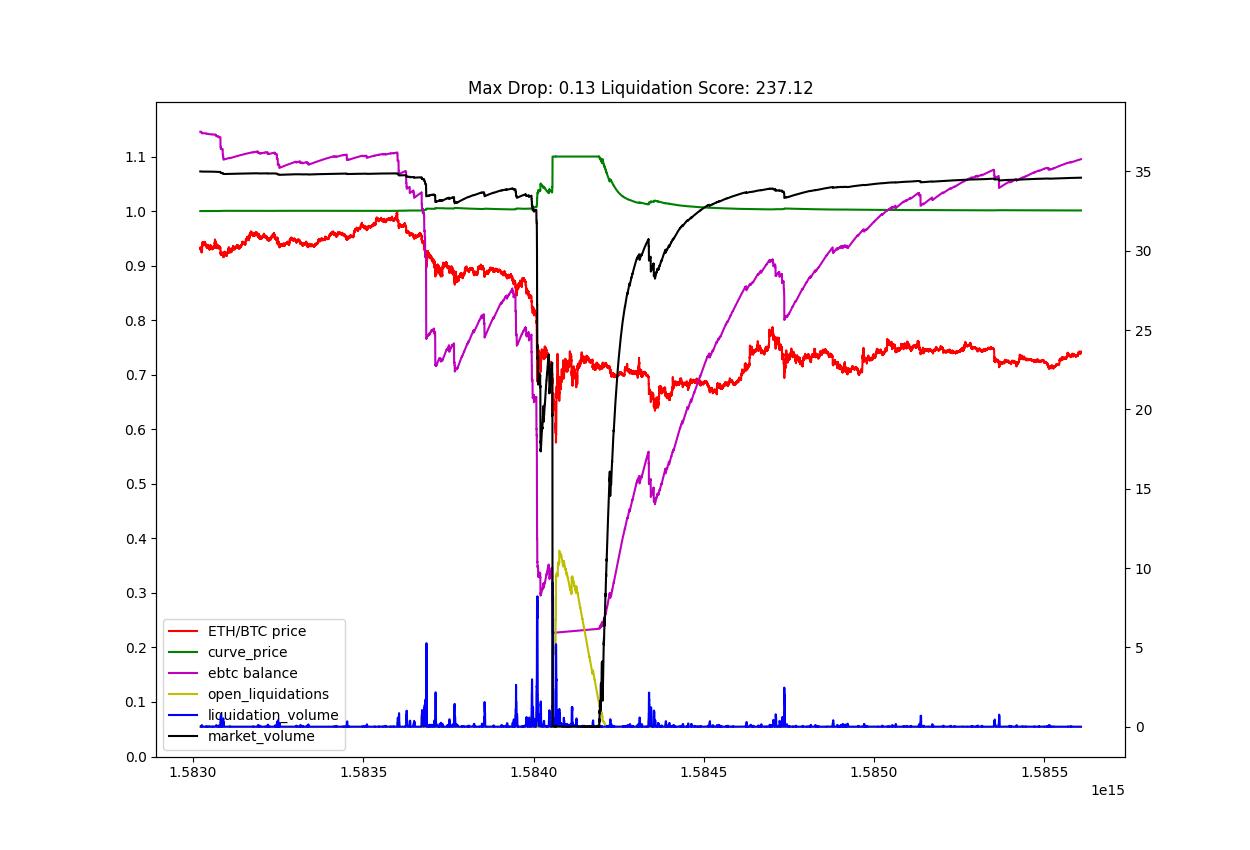 Max Drop: 0.13 Liquidation Score: 237.12
1.1
1.0
0.9
0.8
0.7
0.6
0.5
0.4
0.3
0.2
0.1
0.0
35
30
25
20
15
10
5
0
ETH/BTC price
curve_price
ebtc balance
open_liquidations
liquidation_volume
market_volume
1.5830 1.5835 1.5840 1.5845 1.5850 1.5855
1e15